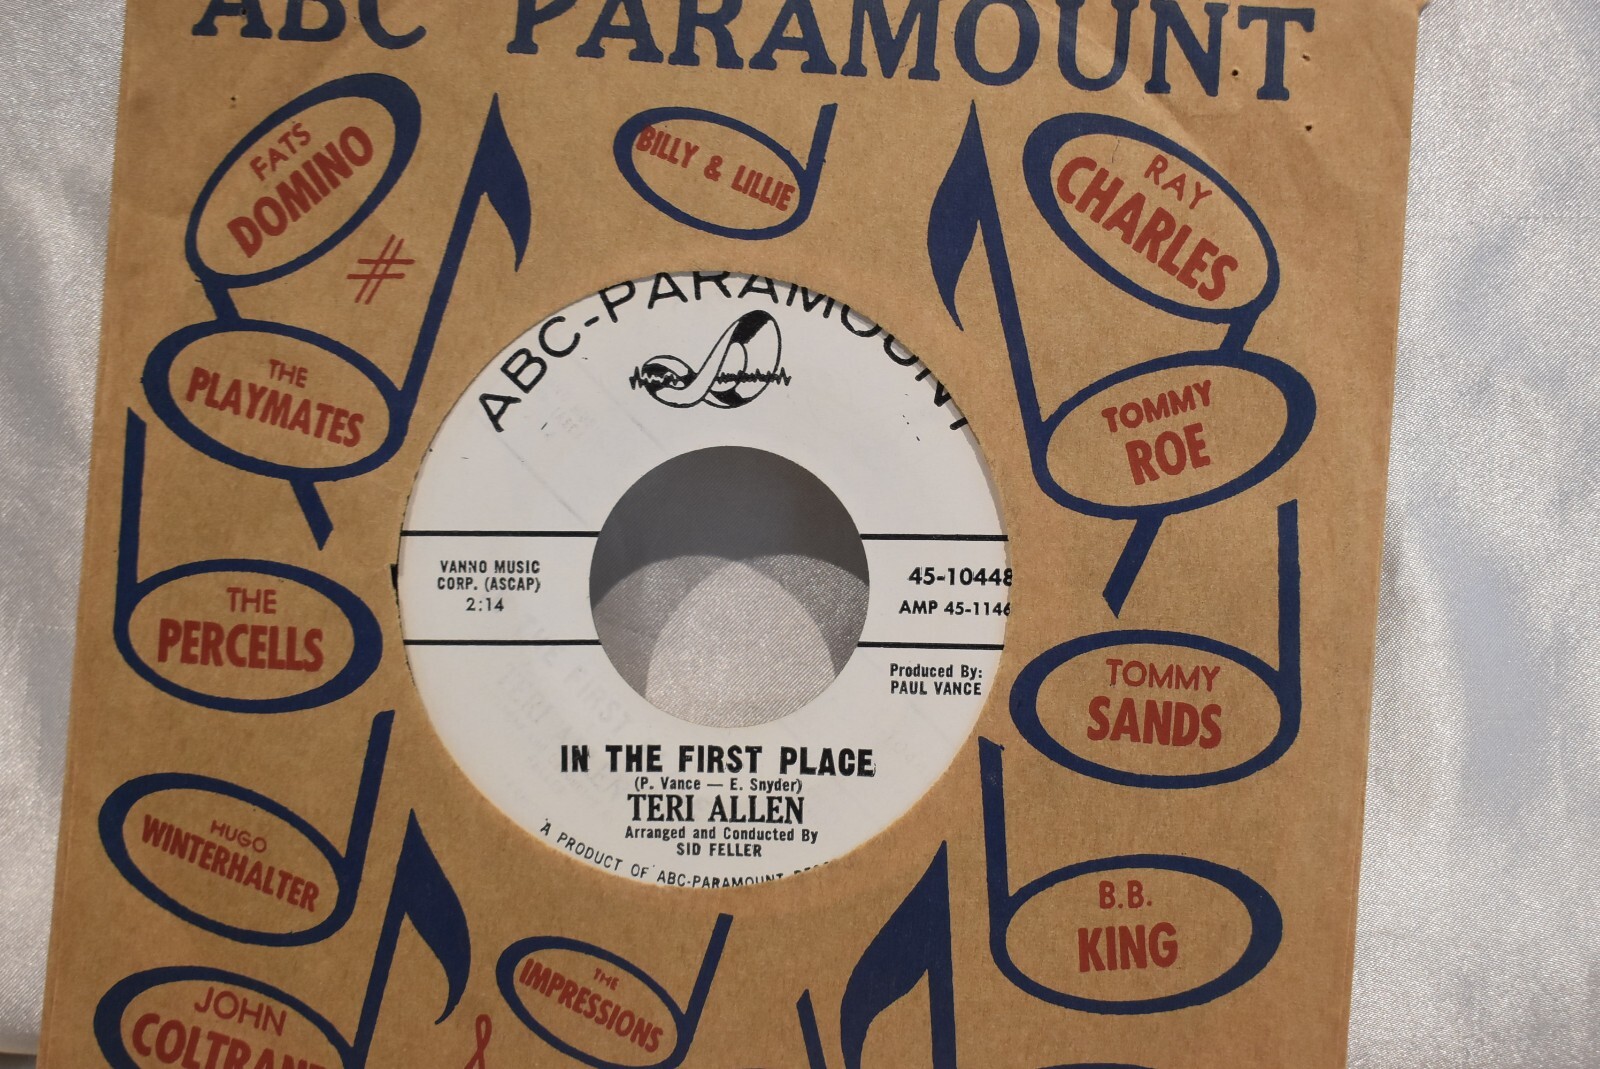 ABC PARAMOUNT
FATS
DOMINO
BILLY & LILLIE
RAY
CHARLES
#
THE
PLAYMATES
TOMMY
ROE
THE
PERCELLS
TOMMY
SANDS
HUGO
WINTERHALTER
B.B.
KING
JOHN
COLTRANE
THE
IMPRESSIONS
ABC-PARAMOUNT
VANNO MUSIC
CORP. (ASCAP)
2:14
45-10448
AMP 45-1146
Produced By:
PAUL VANCE
IN THE FIRST PLACE
(P. Vance — E. Snyder)
TERI ALLEN
Arranged and Conducted By
SID FELLER
A PRODUCT OF ABC-PARAMOUNT